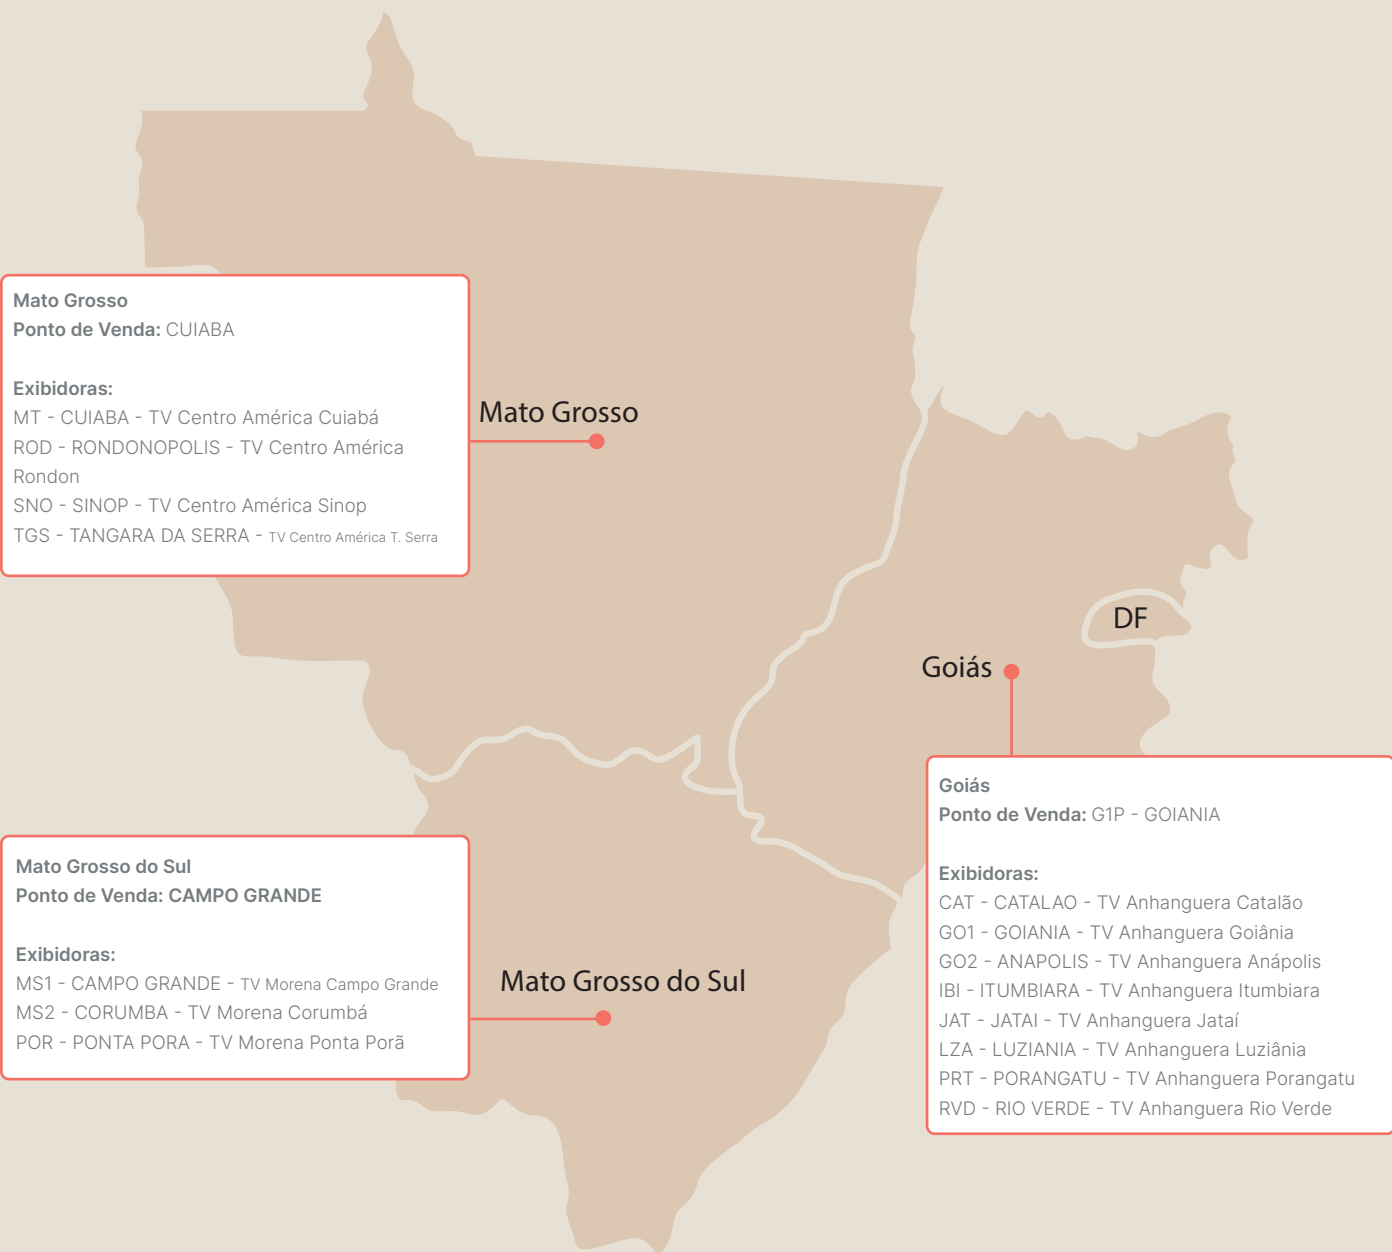 Mato Grosso
Ponto de Venda: CUIABA
Exibidoras:
MT - CUIABA - TV Centro América Cuiabá
ROD - RONDONOPOLIS - TV Centro América
Rondon
SNO - SINOP - TV Centro América Sinop
TGS - TANGARA DA SERRA - TV Centro América T. Serra
Mato Grosso
DF
Goiás
Goiás
Ponto de Venda: G1P - GOIANIA
Exibidoras:
CAT - CATALAO - TV Anhanguera Catalão
GO1 - GOIANIA - TV Anhanguera Goiânia
GO2 - ANAPOLIS - TV Anhanguera Anápolis
IBI - ITUMBIARA - TV Anhanguera Itumbiara
JAT - JATAI - TV Anhanguera Jataí
LZA - LUZIANIA - TV Anhanguera Luziânia
PRT - PORANGATU - TV Anhanguera Porangatu
RVD - RIO VERDE - TV Anhanguera Rio Verde
Mato Grosso do Sul
Ponto de Venda: CAMPO GRANDE
Exibidoras:
MS1 - CAMPO GRANDE - TV Morena Campo Grande
MS2 - CORUMBA - TV Morena Corumbá
POR - PONTA PORA - TV Morena Ponta Porã
Mato Grosso do Sul